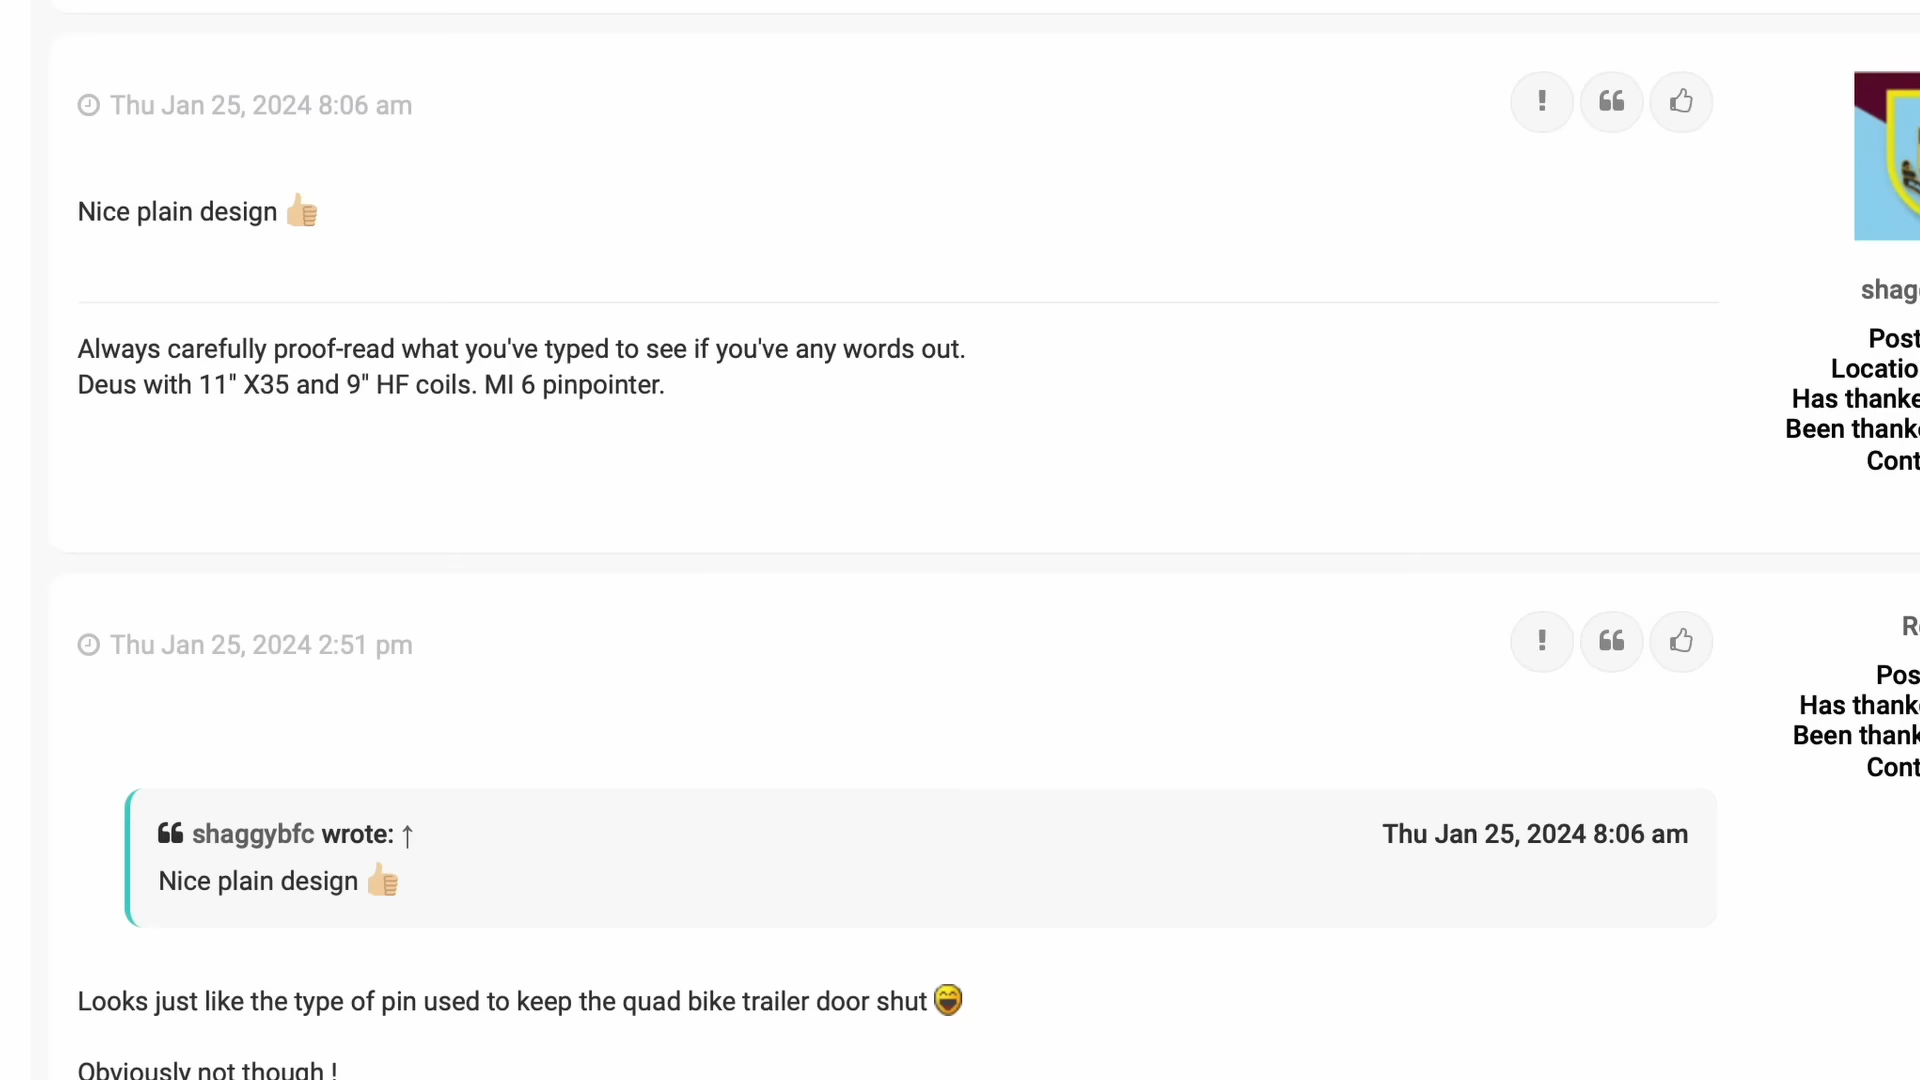 Thu Jan 25, 2024 8:06 am
Nice plain design 👍🏼
Always carefully proof-read what you've typed to see if you've any words out.
Deus with 11" X35 and 9" HF coils. MI 6 pinpointer.
shag
Post
Locatio
Has thanke
Been thank
Cont
Thu Jan 25, 2024 2:51 pm
shaggybfc wrote: ↑ Thu Jan 25, 2024 8:06 am
Nice plain design 👍🏼
Looks just like the type of pin used to keep the quad bike trailer door shut 😄
Obviously not though !
R
Pos
Has thank
Been thank
Cont